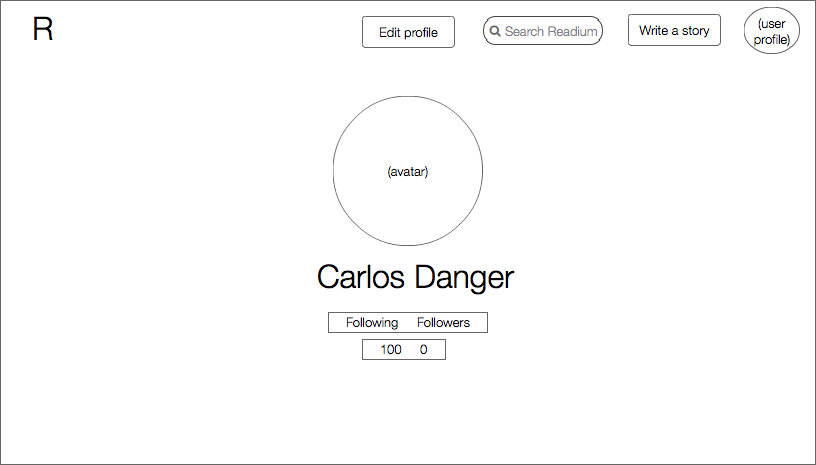 R
Edit profile
Search Readium
Write a story
(user
profile)
(avatar)
Carlos Danger
Following Followers
100 0